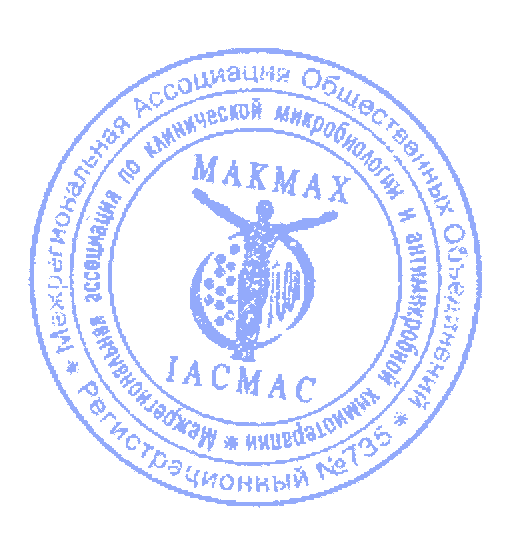 Межрегиональная Ассоциация Общественных Объединений * Регистрационный №735 *
Межрегиональная ассоциация по клинической микробиологии и антимикробной химиотерапии *
МАКМАХ
IACMAC